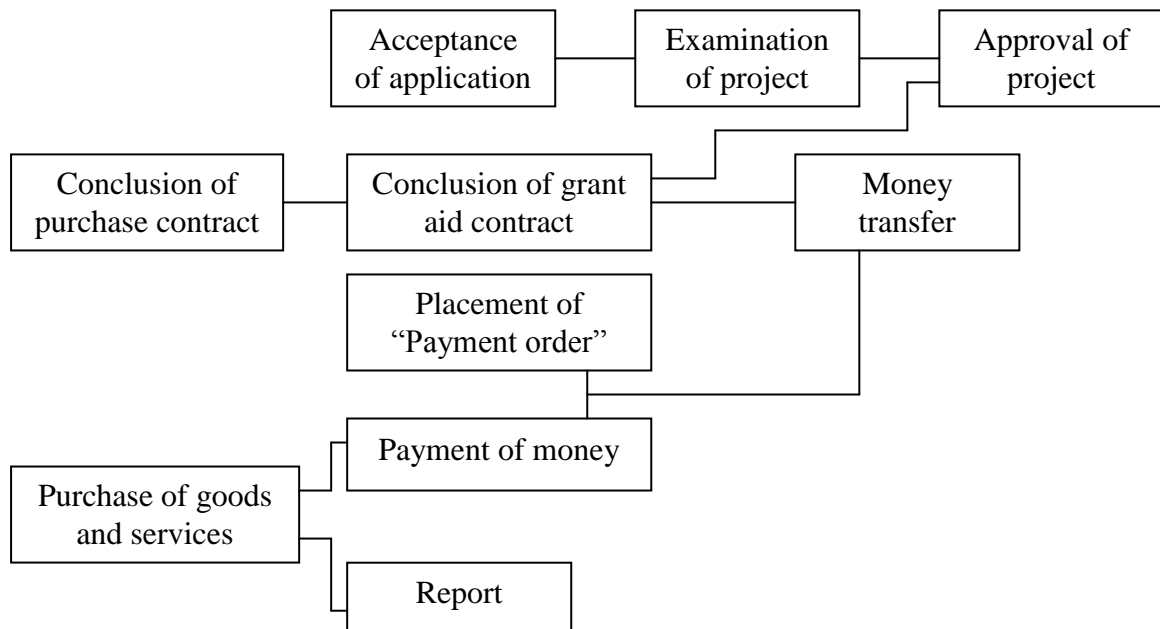 Acceptance
of application
Examination
of project
Approval of
project
Conclusion of
purchase contract
Conclusion of grant
aid contract
Money
transfer
Placement of
“Payment order”
Payment of money
Purchase of goods
and services
Report